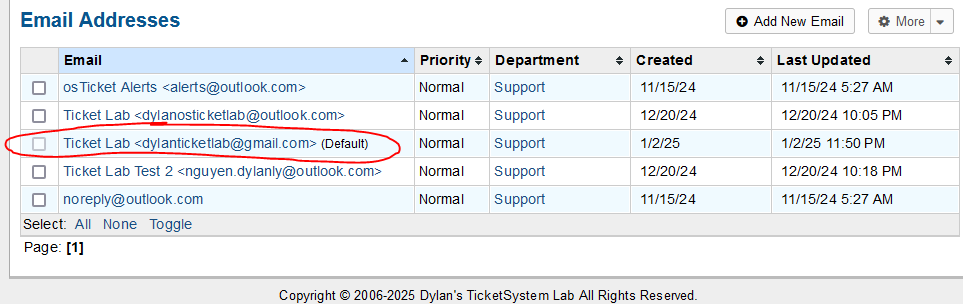 Email Addresses
Add New Email More
Email Priority Department Created Last Updated
osTicket Alerts <alerts@outlook.com> Normal Support 11/15/24 11/15/24 5:27 AM
Ticket Lab <dylanosticketlab@outlook.com> Normal Support 12/20/24 12/20/24 10:05 PM
Ticket Lab <dylanticketlab@gmail.com> (Default) Normal Support 1/2/25 1/2/25 11:50 PM
Ticket Lab Test 2 <nguyen.dylanly@outlook.com> Normal Support 12/20/24 12/20/24 10:18 PM
noreply@outlook.com Normal Support 11/15/24 11/15/24 5:27 AM
Select: All None Toggle
Page: [1]
Copyright © 2006-2025 Dylan's TicketSystem Lab All Rights Reserved.